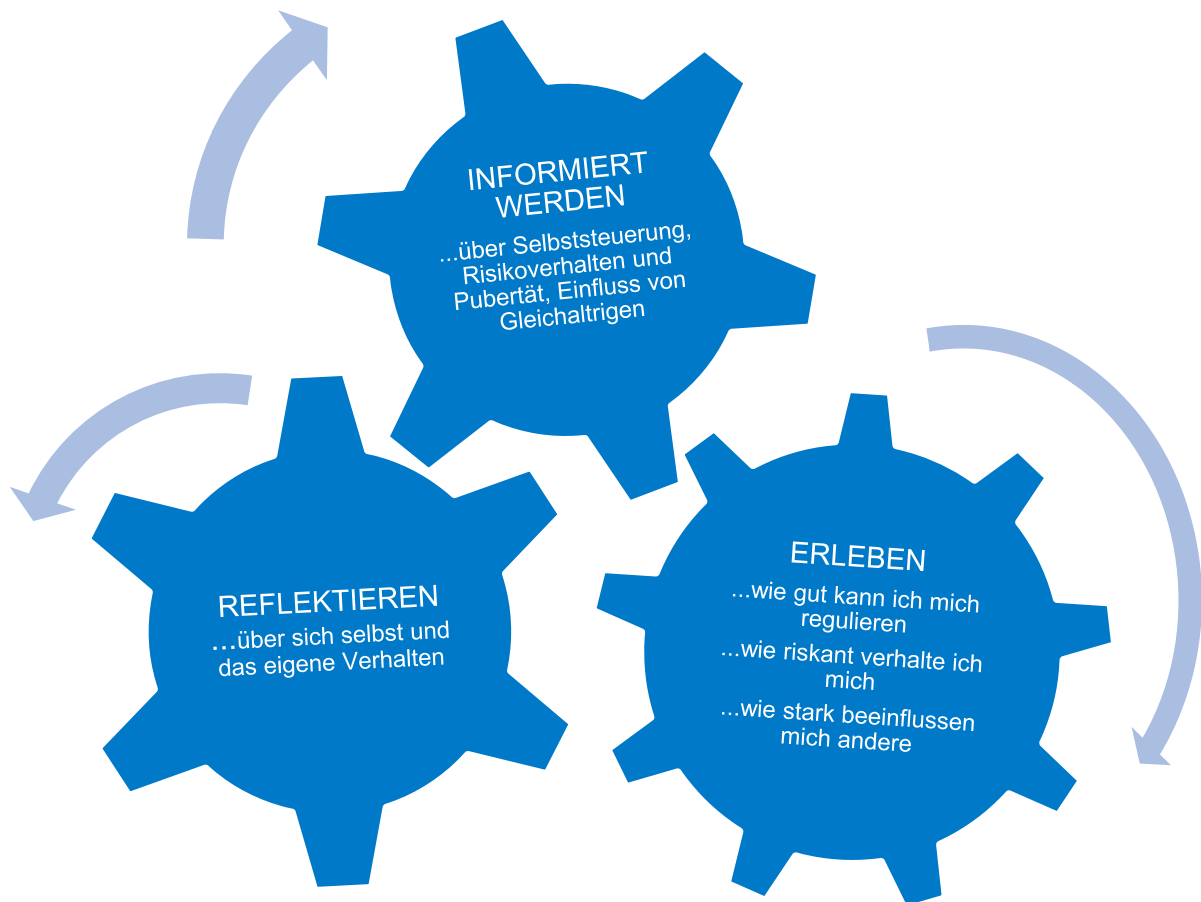 INFORMIERT
WERDEN
...über Selbststeuerung,
Risikoverhalten und
Pubertät, Einfluss von
Gleichaltrigen
REFLEKTIEREN
...über sich selbst und
das eigene Verhalten
ERLEBEN
...wie gut kann ich mich
regulieren
...wie riskant verhalte ich
mich
...wie stark beeinflussen
mich andere